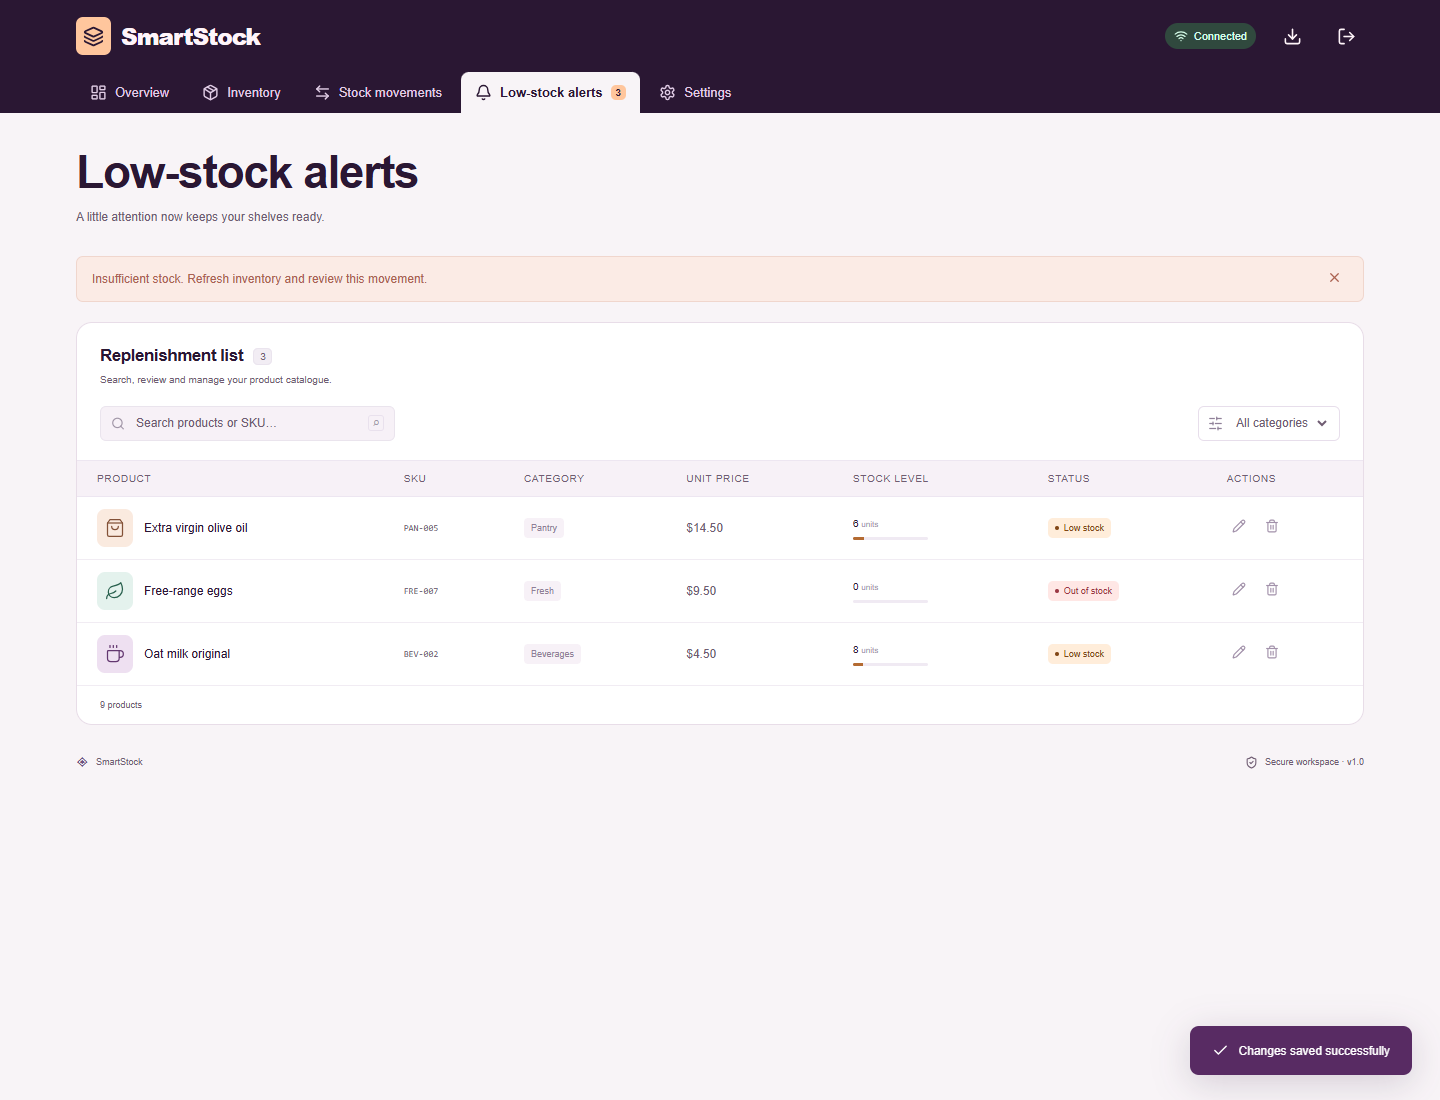 SmartStock
Connected
Overview
Inventory
Stock movements
Low-stock alerts 3
Settings
Low-stock alerts
A little attention now keeps your shelves ready.
Insufficient stock. Refresh inventory and review this movement.
Replenishment list 3
Search, review and manage your product catalogue.
Search products or SKU...
All categories
PRODUCT SKU CATEGORY UNIT PRICE STOCK LEVEL STATUS ACTIONS
Extra virgin olive oil PAN-005 Pantry $14.50 6 units Low stock
Free-range eggs FRE-007 Fresh $9.50 0 units Out of stock
Oat milk original BEV-002 Beverages $4.50 8 units Low stock
9 products
SmartStock
Secure workspace · v1.0
Changes saved successfully